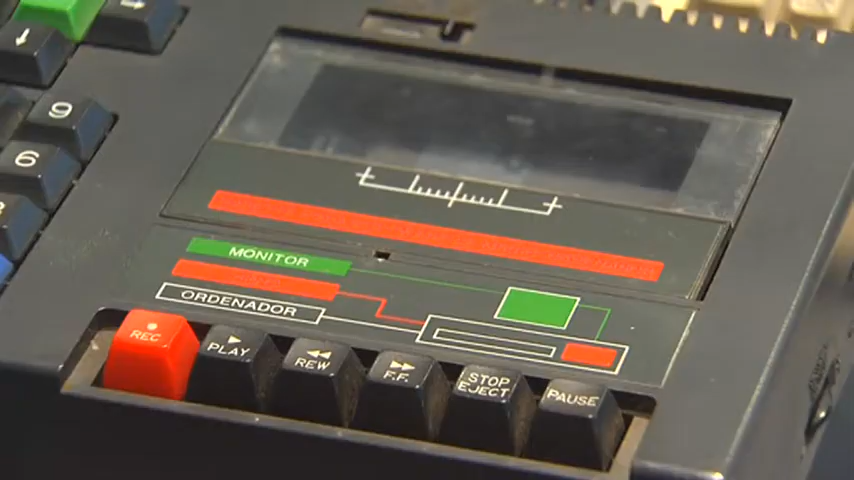 9
6
MONITOR
ORDENADOR
REC
PLAY
REW
F.F.
STOP
EJECT
PAUSE